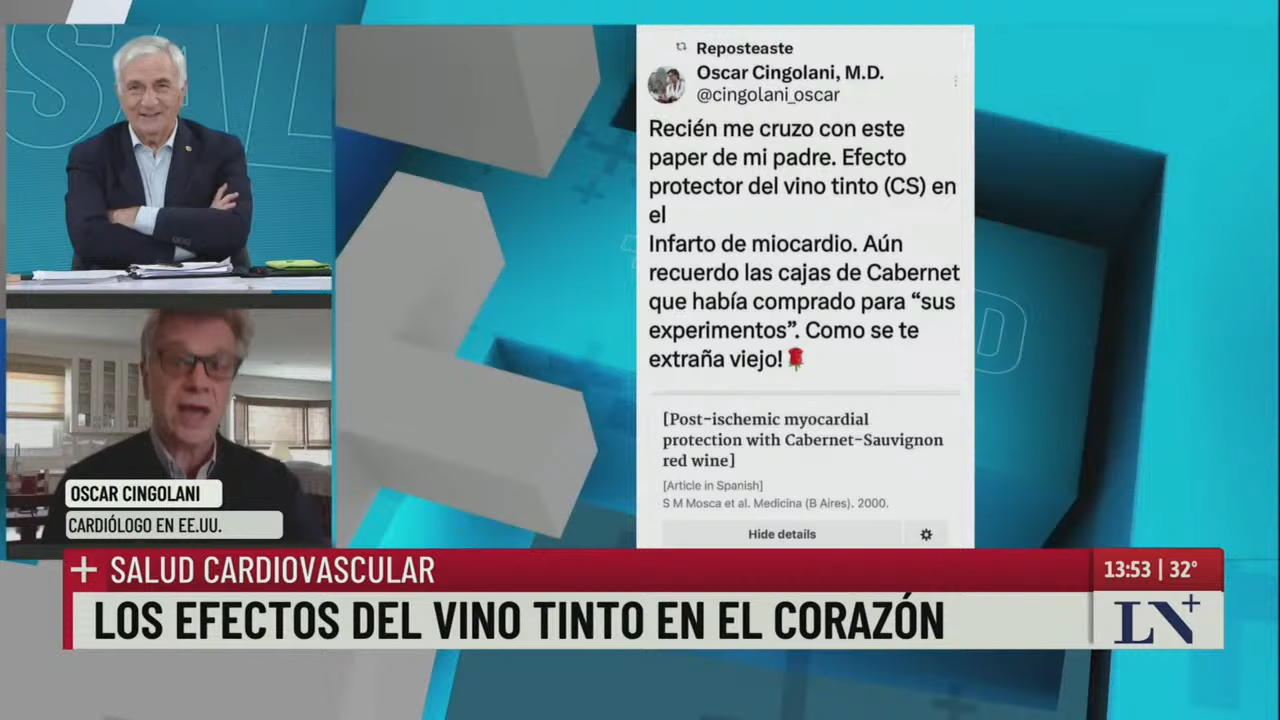 Reposteaste
Oscar Cingolani, M.D.
@cingolani_oscar
Recién me cruzo con este
paper de mi padre. Efecto
protector del vino tinto (CS) en
el
Infarto de miocardio. Aún
recuerdo las cajas de Cabernet
que había comprado para “sus
experimentos”. Como se te
extraña viejo!
[Post-ischemic myocardial
protection with Cabernet-Sauvignon
red wine]
[Article in Spanish]
S M Mosca et al. Medicina (B Aires). 2000.
Hide details
OSCAR CINGOLANI
CARDIÓLOGO EN EE.UU.
+ SALUD CARDIOVASCULAR
13:53 | 32°
LOS EFECTOS DEL VINO TINTO EN EL CORAZÓN
LN+